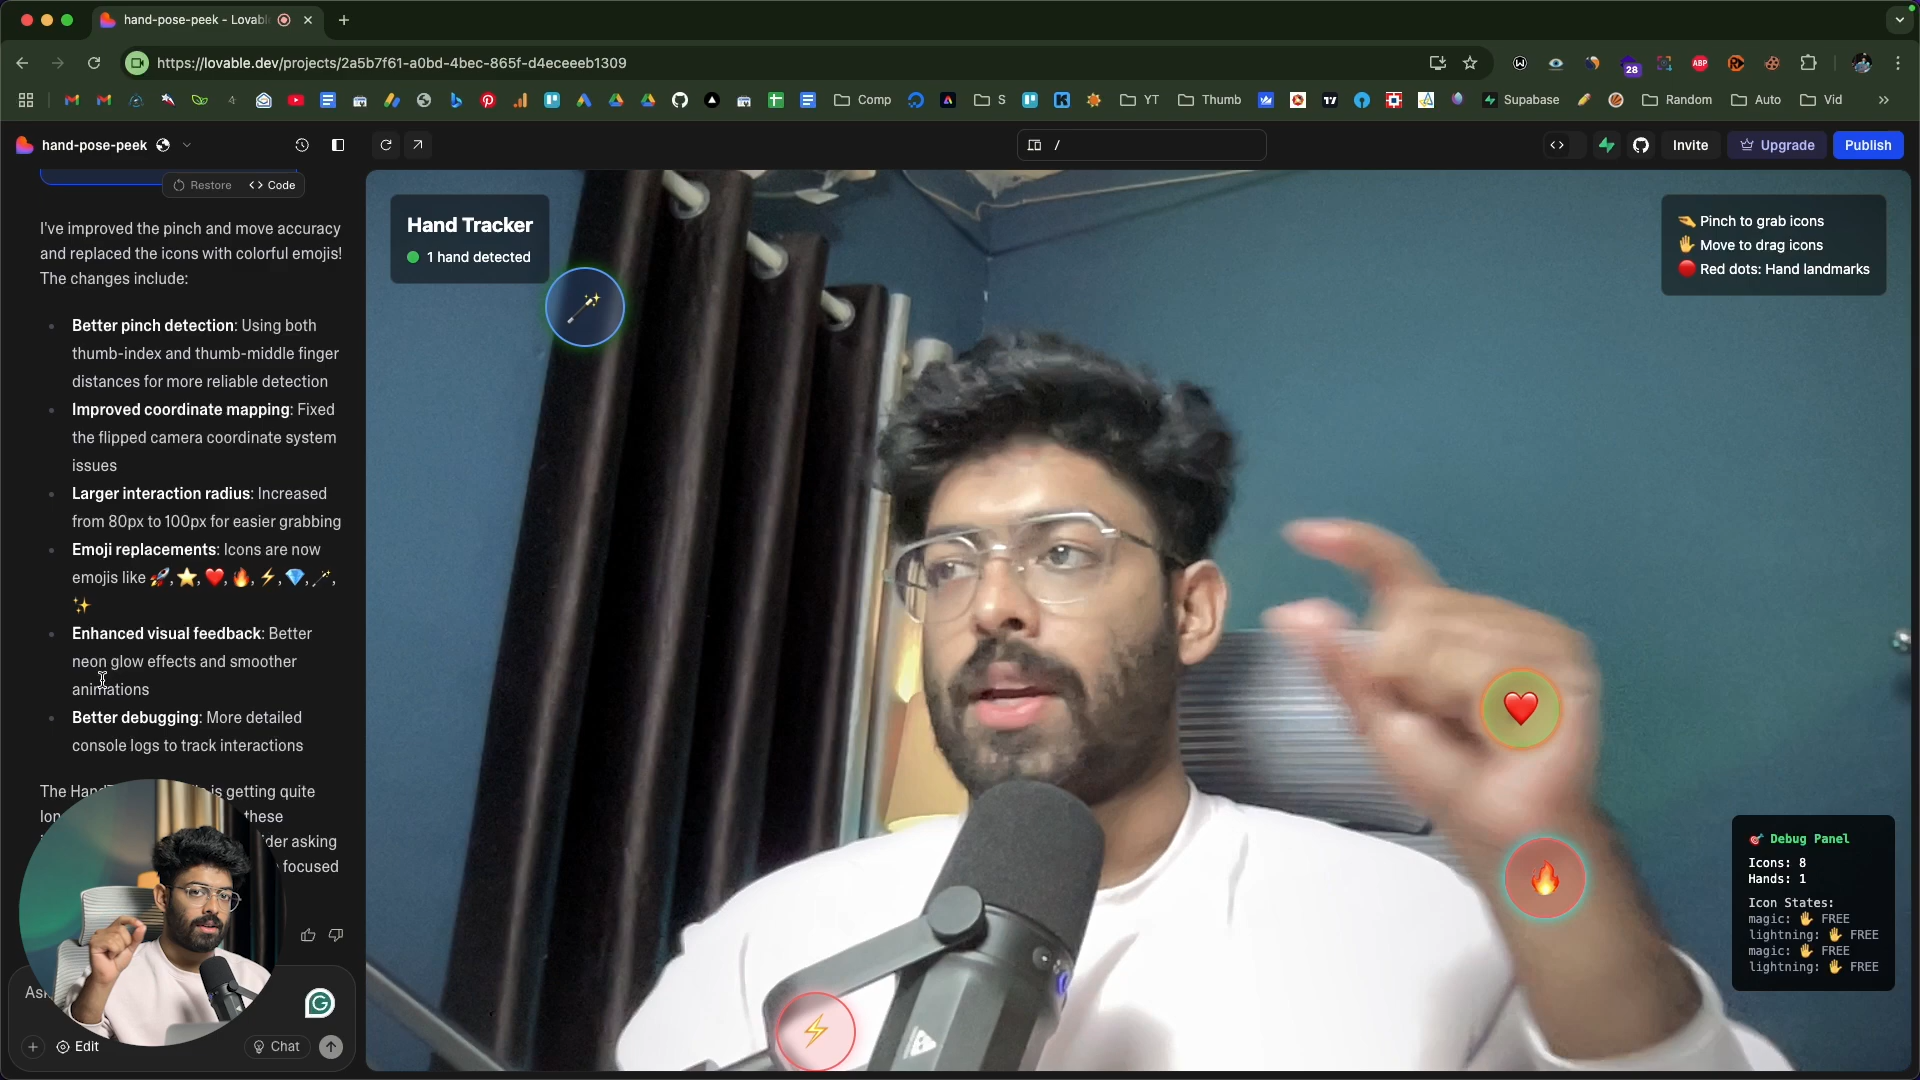 hand-pose-peek - Lovabl
https://lovable.dev/projects/2a5b7f61-a0bd-4bec-865f-d4eceeeb1309
28
ABP
Comp
S
YT
Thumb
Supabase
Random
Auto
Vid
hand-pose-peek
/
Invite
Upgrade
Publish
Restore
Code
I've improved the pinch and move accuracy
and replaced the icons with colorful emojis!
The changes include:
Better pinch detection: Using both
thumb-index and thumb-middle finger
distances for more reliable detection
Improved coordinate mapping: Fixed
the flipped camera coordinate system
issues
Larger interaction radius: Increased
from 80px to 100px for easier grabbing
Emoji replacements: Icons are now
emojis like 🚀, ⭐, ❤️, 🔥, ⚡, 💎, 🪄,
✨
Enhanced visual feedback: Better
neon glow effects and smoother
animations
Better debugging: More detailed
console logs to track interactions
The is getting quite
these
asking
focused
Edit
Chat
Hand Tracker
1 hand detected
🤏 Pinch to grab icons
🖐 Move to drag icons
🔴 Red dots: Hand landmarks
🎯 Debug Panel
Icons: 8
Hands: 1
Icon States:
magic: 🖐 FREE
lightning: 🖐 FREE
magic: 🖐 FREE
lightning: 🖐 FREE